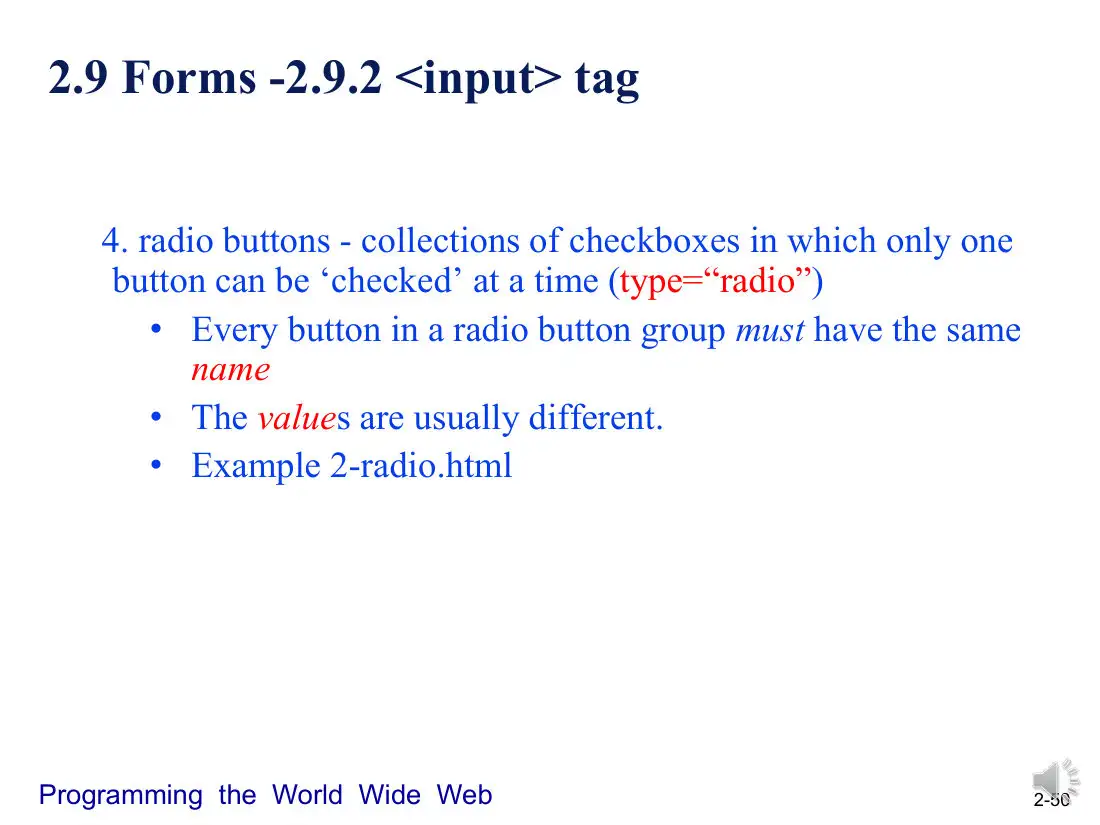 2.9 Forms -2.9.2 <input> tag
4. radio buttons - collections of checkboxes in which only one
button can be ‘checked’ at a time (type=“radio”)
• Every button in a radio button group must have the same
name
• The values are usually different.
• Example 2-radio.html
Programming the World Wide Web
2-50